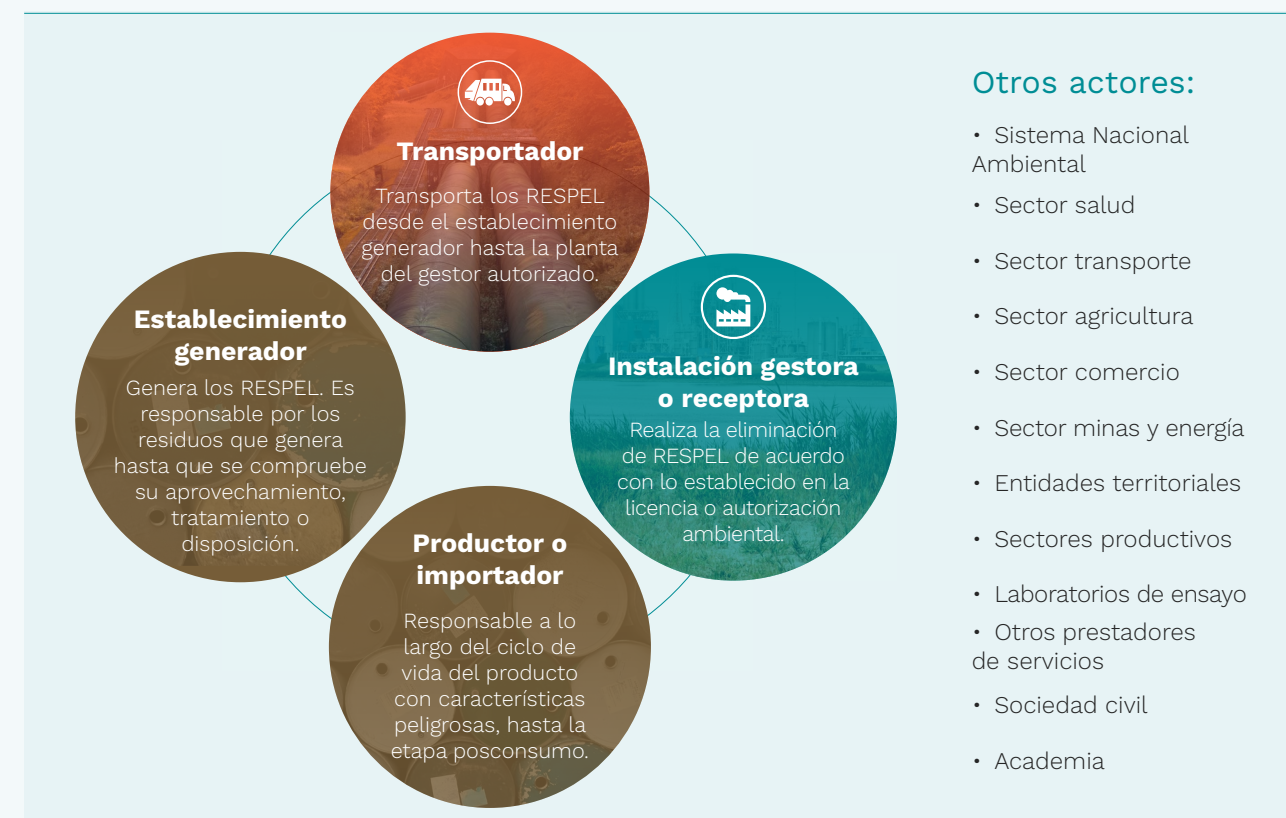 Transportador
Transporta los RESPEL
desde el establecimiento
generador hasta la planta
del gestor autorizado.
Establecimiento
generador
Genera los RESPEL. Es
responsable por los
residuos que genera
hasta que se compruebe
su aprovechamiento,
tratamiento o
disposición.
Instalación gestora
o receptora
Realiza la eliminación
de RESPEL de acuerdo
con lo establecido en la
licencia o autorización
ambiental.
Productor o
importador
Responsable a lo
largo del ciclo de
vida del producto
con características
peligrosas, hasta la
etapa posconsumo.
Otros actores:
• Sistema Nacional
Ambiental
• Sector salud
• Sector transporte
• Sector agricultura
• Sector comercio
• Sector minas y energía
• Entidades territoriales
• Sectores productivos
• Laboratorios de ensayo
• Otros prestadores
de servicios
• Sociedad civil
• Academia